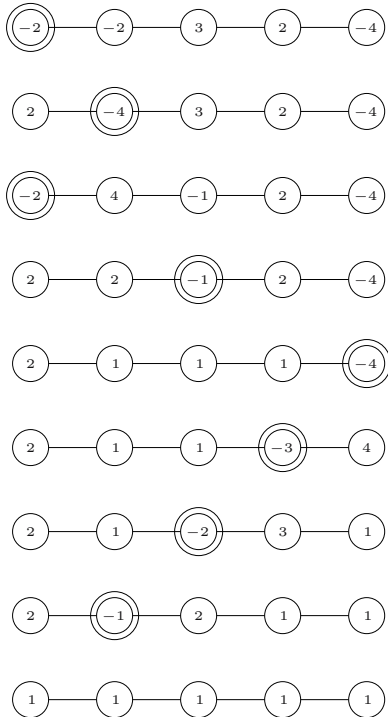 −2 −2 3 2 −4
2 −4 3 2 −4
−2 4 −1 2 −4
2 2 −1 2 −4
2 1 1 1 −4
2 1 1 −3 4
2 1 −2 3 1
2 −1 2 1 1
1 1 1 1 1